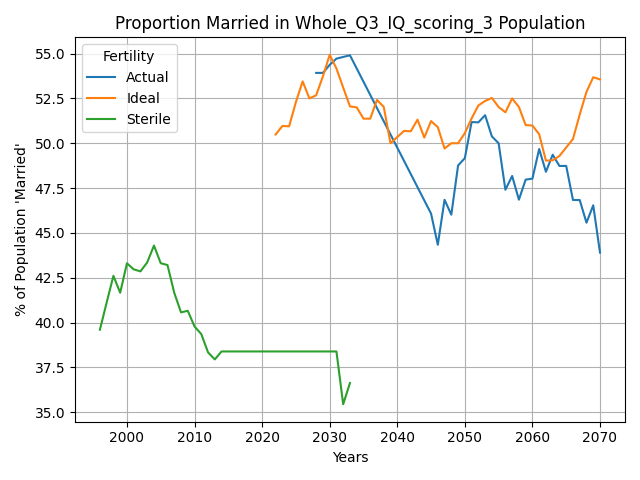 Proportion Married in Whole_Q3_IQ_scoring_3 Population
Fertility
Actual
Ideal
Sterile
% of Population 'Married'
55.0
52.5
50.0
47.5
45.0
42.5
40.0
37.5
35.0
2000 2010 2020 2030 2040 2050 2060 2070
Years